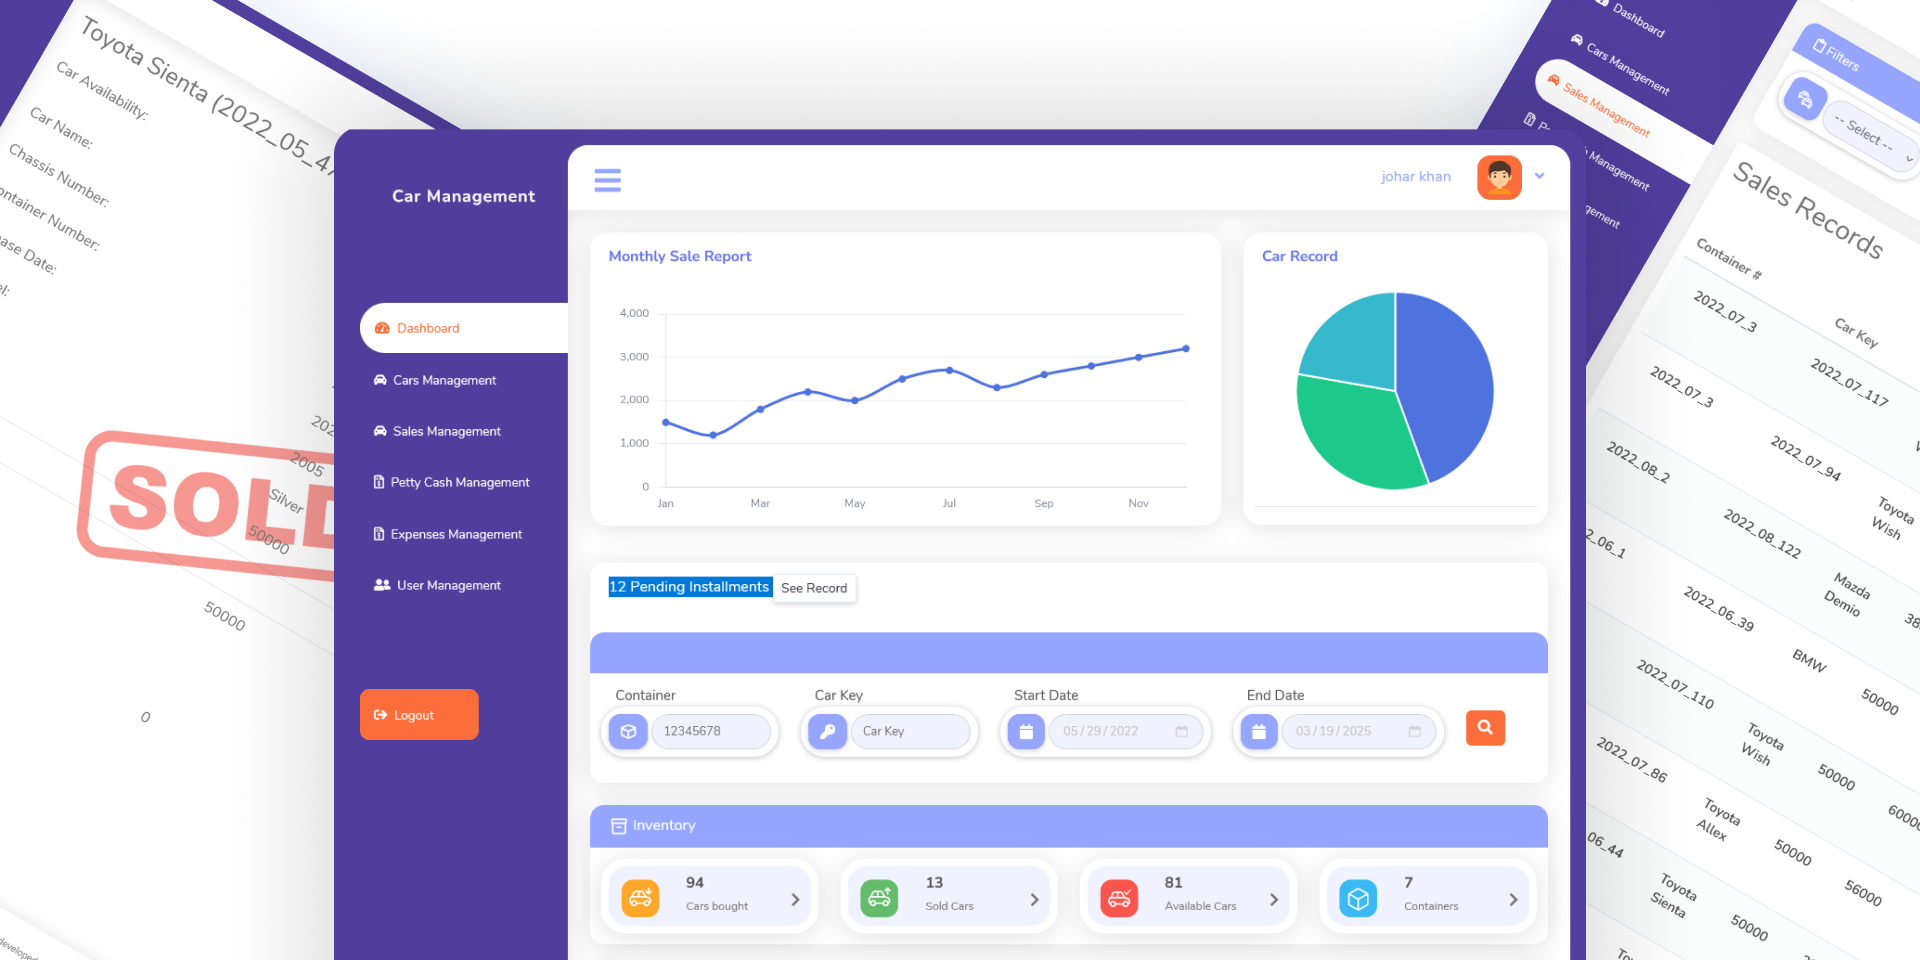 Toyota Sienta (2022_05_4
Car Availability:
Car Name:
Chassis Number:
ontainer Number:
ase Date:
el:
202
2005
Silver
50000
50000
0
SOLD
developed
Car Management
Dashboard
Cars Management
Sales Management
Petty Cash Management
Expenses Management
User Management
Logout
johar khan
Monthly Sale Report
4,000
3,000
2,000
1,000
0
Jan Mar May Jul Sep Nov
Car Record
12 Pending Installments See Record
Container Car Key Start Date End Date
12345678 Car Key 05/29/2022 03/19/2025
Inventory
94 13 81 7
Cars bought Sold Cars Available Cars Containers
Dashboard
Cars Management
Sales Management
Management
gement
Filters
-- Select --
Sales Records
Container # Car Key
2022_07_3 2022_07_117
2022_07_3 2022_07_94 Toyota Wish
2022_08_2 2022_08_122 Mazda Demio 38
2_06_1 2022_06_39 BMW 50000
2022_07_110 Toyota Wish 50000 6000
2022_07_86 Toyota Allex 50000 56000
06_44 Toyota Sienta 50000